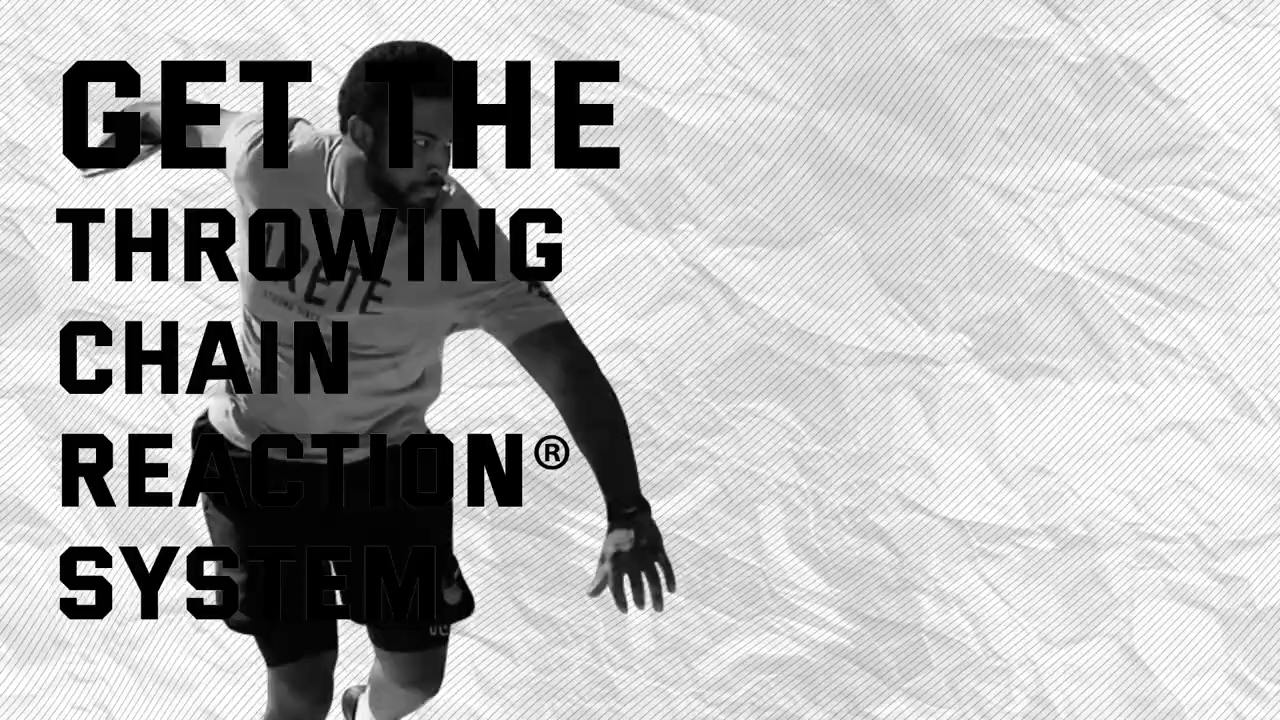 GET THE
THROWING
CHAIN
REACTION®
SYSTEM